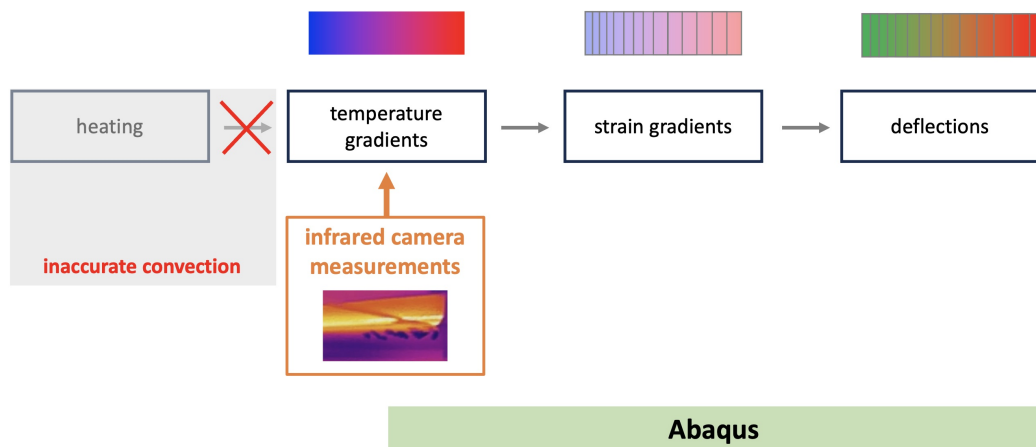 heating
temperature
gradients
strain gradients
deflections
infrared camera
measurements
inaccurate convection
Abaqus